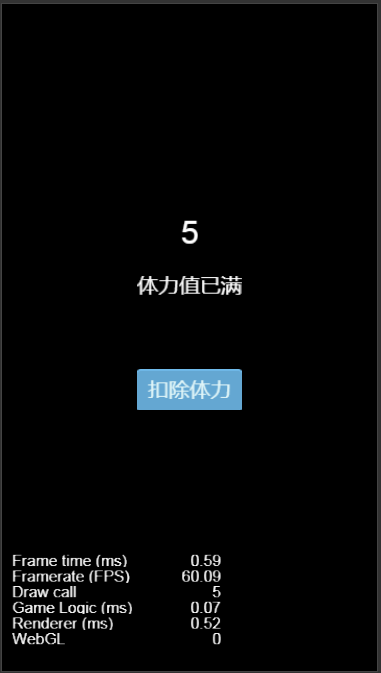 5
体力值已满
扣除体力
Frame time (ms) 0.59
Framerate (FPS) 60.09
Draw call 5
Game Logic (ms) 0.07
Renderer (ms) 0.52
WebGL 0